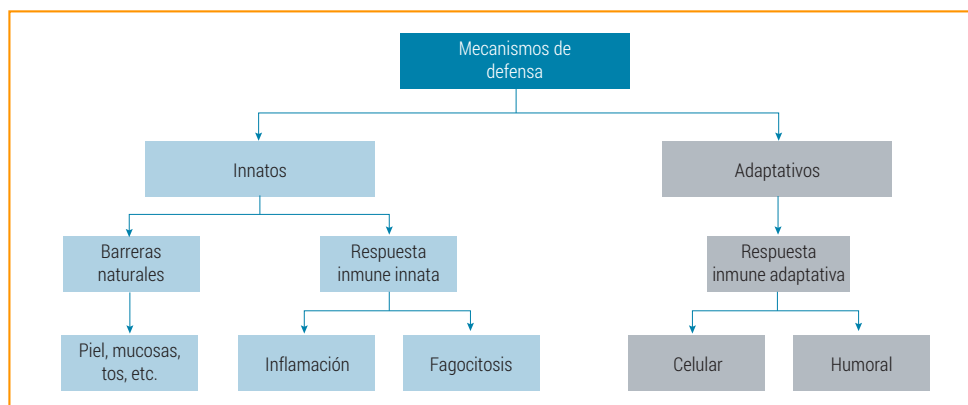 Mecanismos de
defensa
Innatos
Adaptativos
Barreras
naturales
Respuesta
inmune innata
Respuesta
inmune adaptativa
Piel, mucosas,
tos, etc.
Inflamación
Fagocitosis
Celular
Humoral